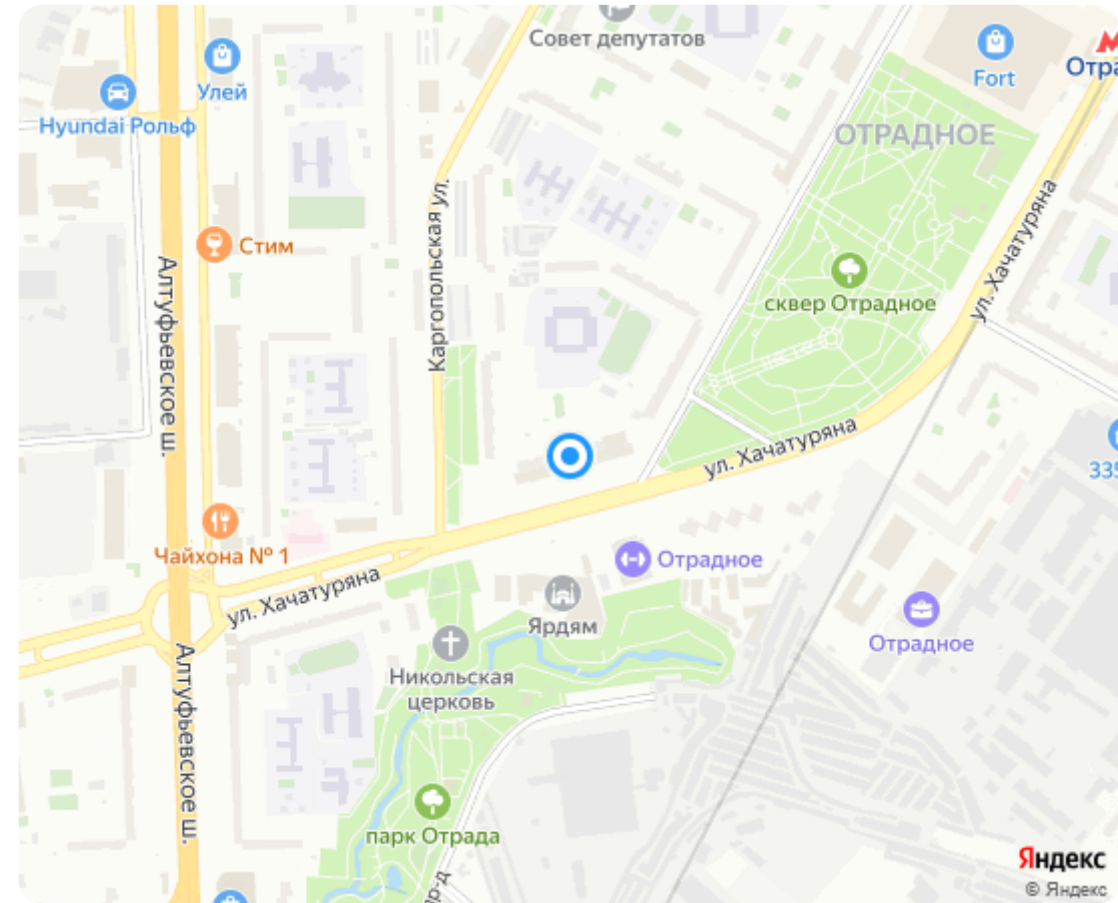 Совет депутатов
Fort
М
Отра
Улей
Hyundai Рольф
ОТРАДНОЕ
Каргопольская ул.
ул. Хачатуряна
Стим
Алтуфьевское ш.
сквер Отрадное
ул. Хачатуряна
335
Чайхона № 1
Отрадное
ул. Хачатуряна
Ярдям
Отрадное
Никольская
церковь
Алтуфьевское ш.
парк Отрада
Яндекс
© Яндекс
р-д